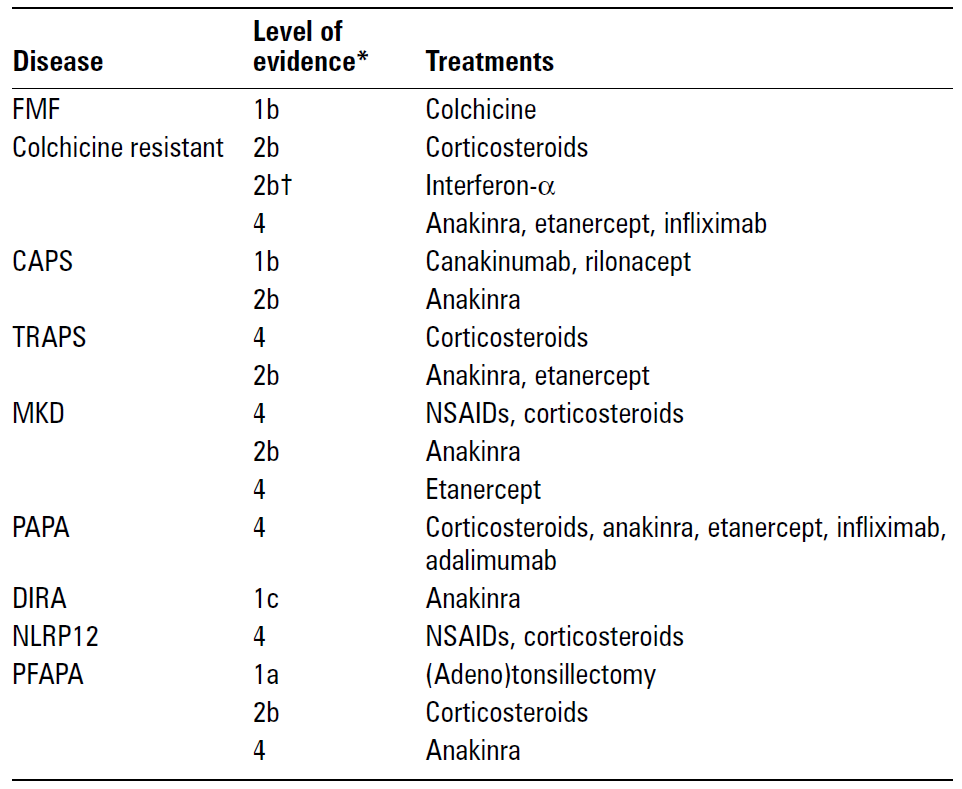 Disease Level of evidence* Treatments
FMF 1b Colchicine
Colchicine resistant 2b Corticosteroids
2b† Interferon-α
4 Anakinra, etanercept, infliximab
CAPS 1b Canakinumab, rilonacept
2b Anakinra
TRAPS 4 Corticosteroids
2b Anakinra, etanercept
MKD 4 NSAIDs, corticosteroids
2b Anakinra
4 Etanercept
PAPA 4 Corticosteroids, anakinra, etanercept, infliximab,
adalimumab
DIRA 1c Anakinra
NLRP12 4 NSAIDs, corticosteroids
PFAPA 1a (Adeno)tonsillectomy
2b Corticosteroids
4 Anakinra